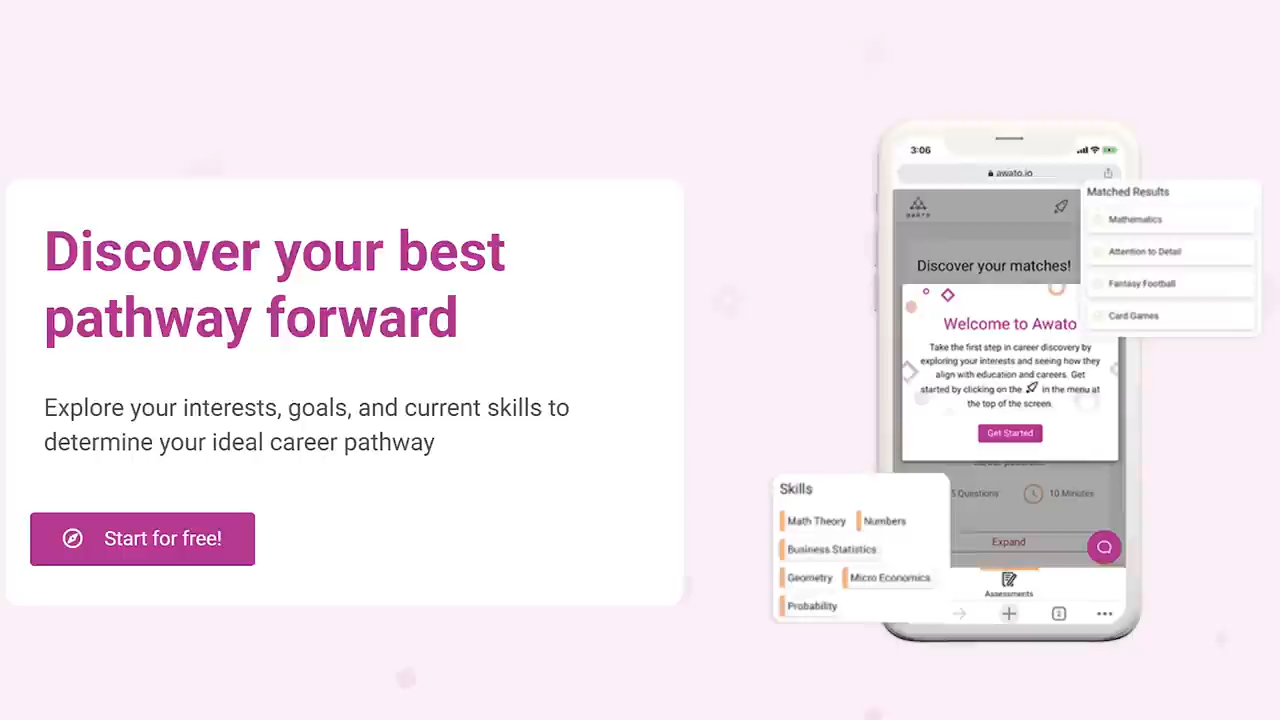 Discover your best
pathway forward
Explore your interests, goals, and current skills to
determine your ideal career pathway
Start for free!
3:06
awato.io
Discover your matches!
Welcome to Awato
Take the first step in career discovery by
exploring your interests and seeing how they
align with education and careers. Get
started by clicking on the in the menu at
the top of the screen.
Get Started
5 Questions
10 Minutes
Expand
Assessments
2
Matched Results
Mathematics
Attention to Detail
Fantasy Football
Card Games
Skills
Math Theory Numbers
Business Statistics
Geometry Micro Economics
Probability